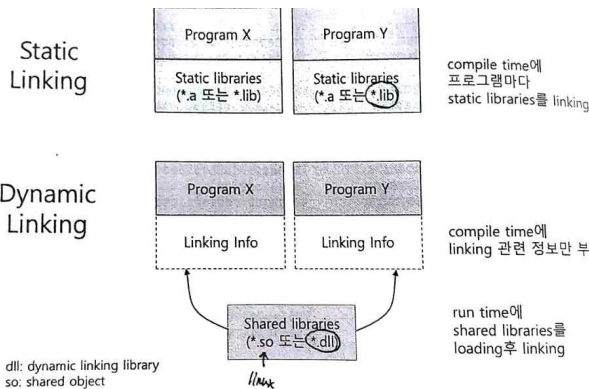 Static
Linking
Program X
Static libraries
(*.a 또는 *.lib)
Program Y
Static libraries
(*.a 또는 *.lib)
compile time에
프로그램마다
static libraries를 linking
Dynamic
Linking
Program X
Linking Info
Program Y
Linking Info
compile time에
linking 관련 정보만 부
Shared libraries
(*.so 또는 *.dll)
run time에
shared libraries를
loading후 linking
linux
dll: dynamic linking library
so: shared object